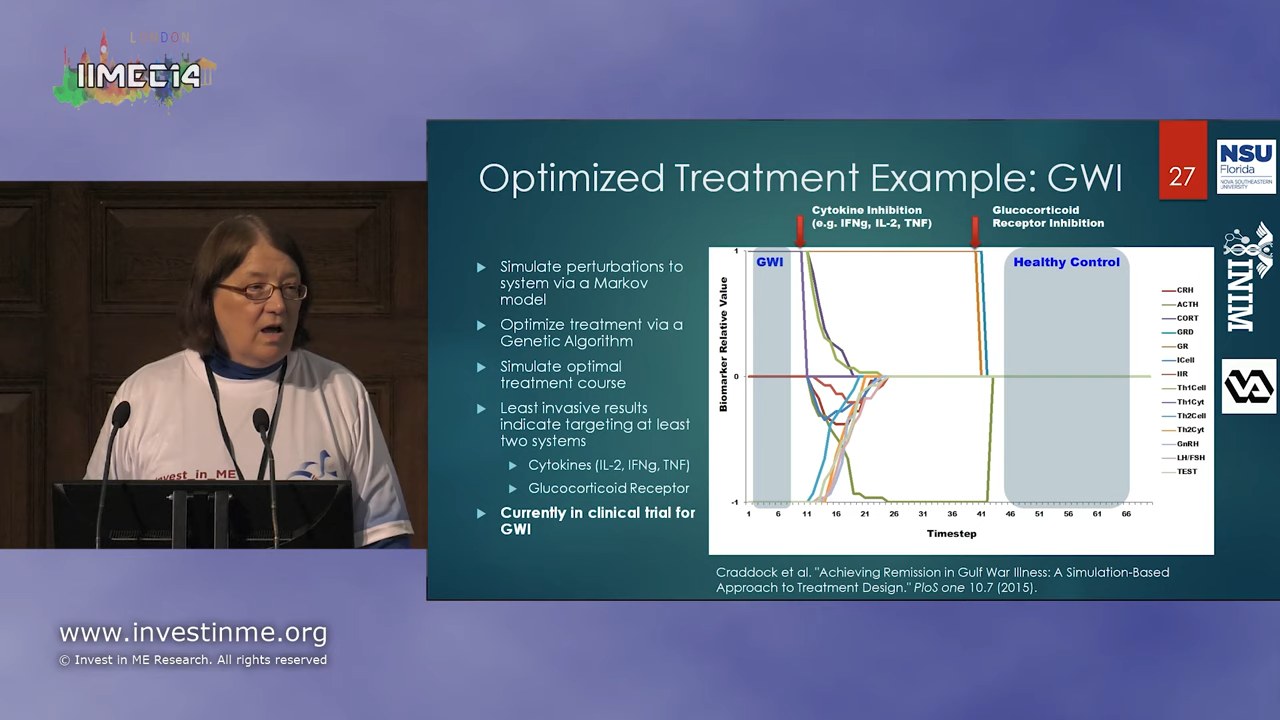 LONDON
IIMEC14
Optimized Treatment Example: GWI
27
NSU
Florida
NOVA SOUTHEASTERN
UNIVERSITY
INIM
VA
Simulate perturbations to
system via a Markov
model
Optimize treatment via a
Genetic Algorithm
Simulate optimal
treatment course
Least invasive results
indicate targeting at least
two systems
Cytokines (IL-2, IFNg, TNF)
Glucocorticoid Receptor
Currently in clinical trial for
GWI
Cytokine Inhibition
(e.g. IFNg, IL-2, TNF)
Glucocorticoid
Receptor Inhibition
GWI
Healthy Control
Biomarker Relative Value
1
0
-1
1 6 11 16 21 26 31 36 41 46 51 56 61 66
Timestep
CRH
ACTH
CORT
GRD
GR
ICell
IIR
Th1Cell
Th1Cyt
Th2Cell
Th2Cyt
GnRH
LH/FSH
TEST
Craddock et al. "Achieving Remission in Gulf War Illness: A Simulation-Based
Approach to Treatment Design." PloS one 10.7 (2015).
invest_in_ME
www.investinme.org
© Invest in ME Research. All rights reserved